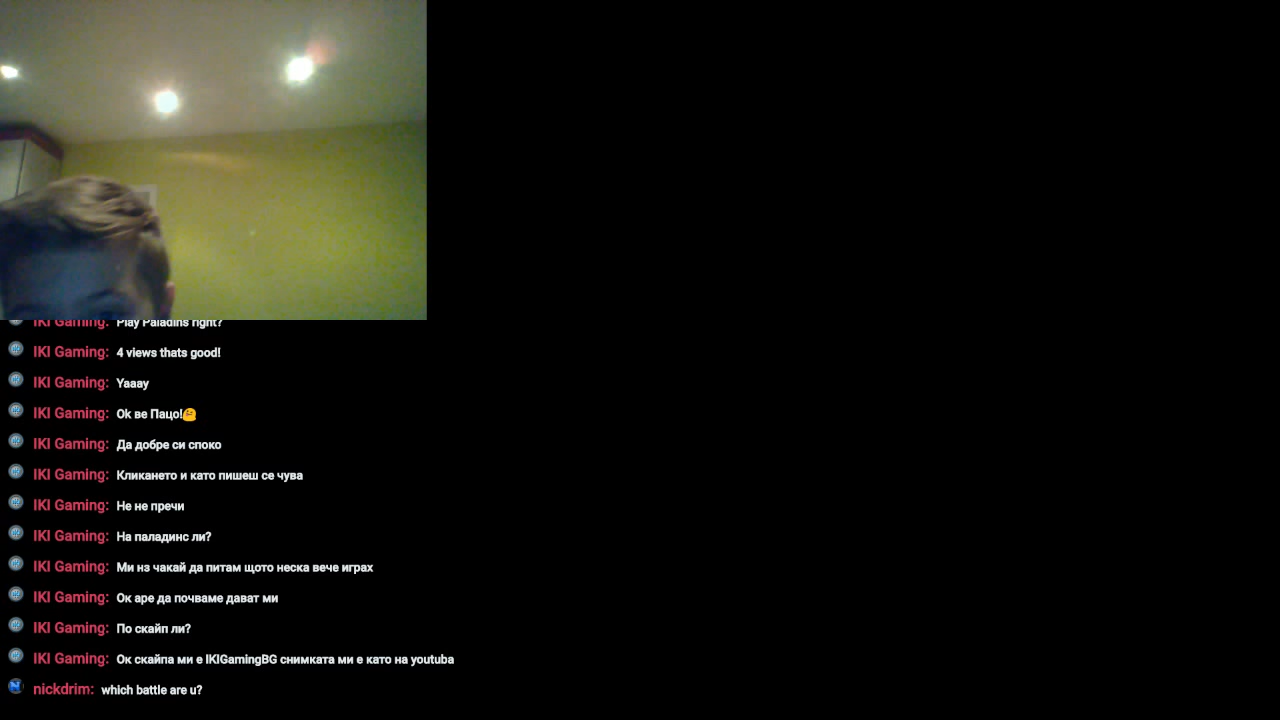 IKI Gaming: Play Paladins right?
IKI Gaming: 4 views thats good!
IKI Gaming: Yaaay
IKI Gaming: Ok ве Пацо!🤗
IKI Gaming: Да добре си споко
IKI Gaming: Кликането и като пишеш се чува
IKI Gaming: Не не пречи
IKI Gaming: На паладинс ли?
IKI Gaming: Ми нз чакай да питам щото неска вече играх
IKI Gaming: Ок аре да почваме дават ми
IKI Gaming: По скайп ли?
IKI Gaming: Ок скайпа ми е IKIGamingBG снимката ми е като на youtuba
nickdrim: which battle are u?